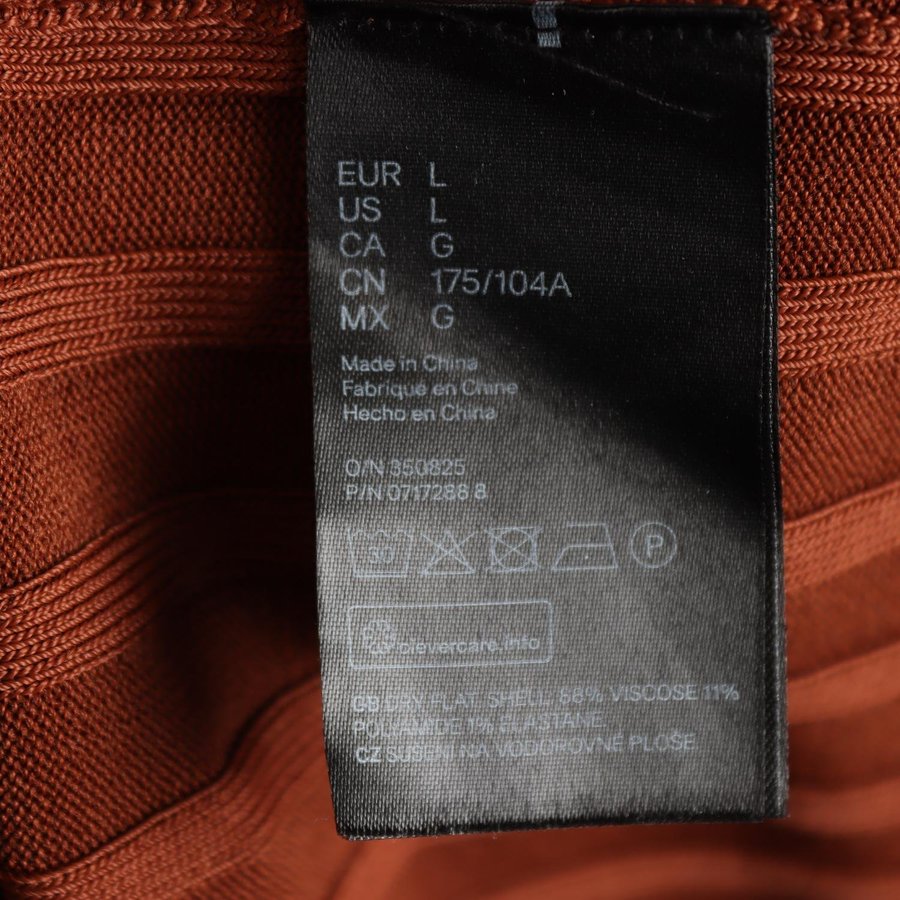 EUR L
US L
CA G
CN 175/104A
MX G
Made in China
Fabriqué en Chine
Hecho en China
O/N 350825
P/N 0717288 8
30
P
clevercare.info
GB DRY FLAT. SHELL 88% VISCOSE 11%
POLYAMIDE 1% ELASTANE
CZ SUŠENÍ NA VODOROVNÉ PLOŠE